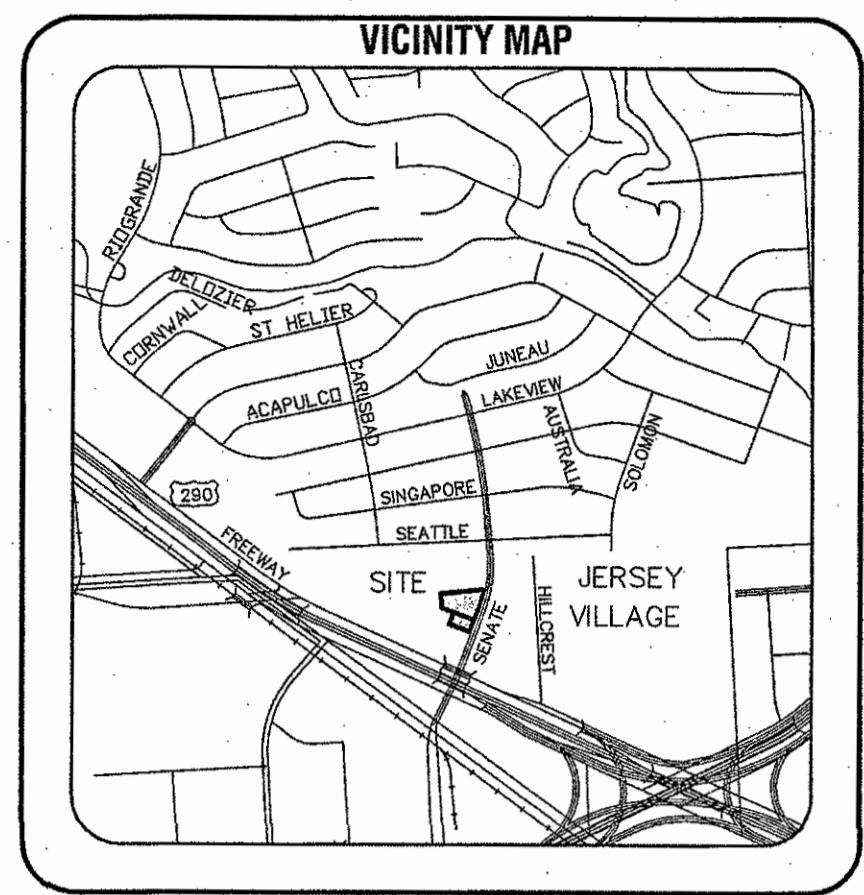 VICINITY MAP
RIOGRANDE
DELOZIER
CORNWALL
ST HELIER
CARLSBAD
JUNEAU
ACAPULCO
LAKEVIEW
AUSTRALIA
SOLOMON
290
SINGAPORE
SEATTLE
FREEWAY
SITE
JERSEY
VILLAGE
HILLCREST
SENATE